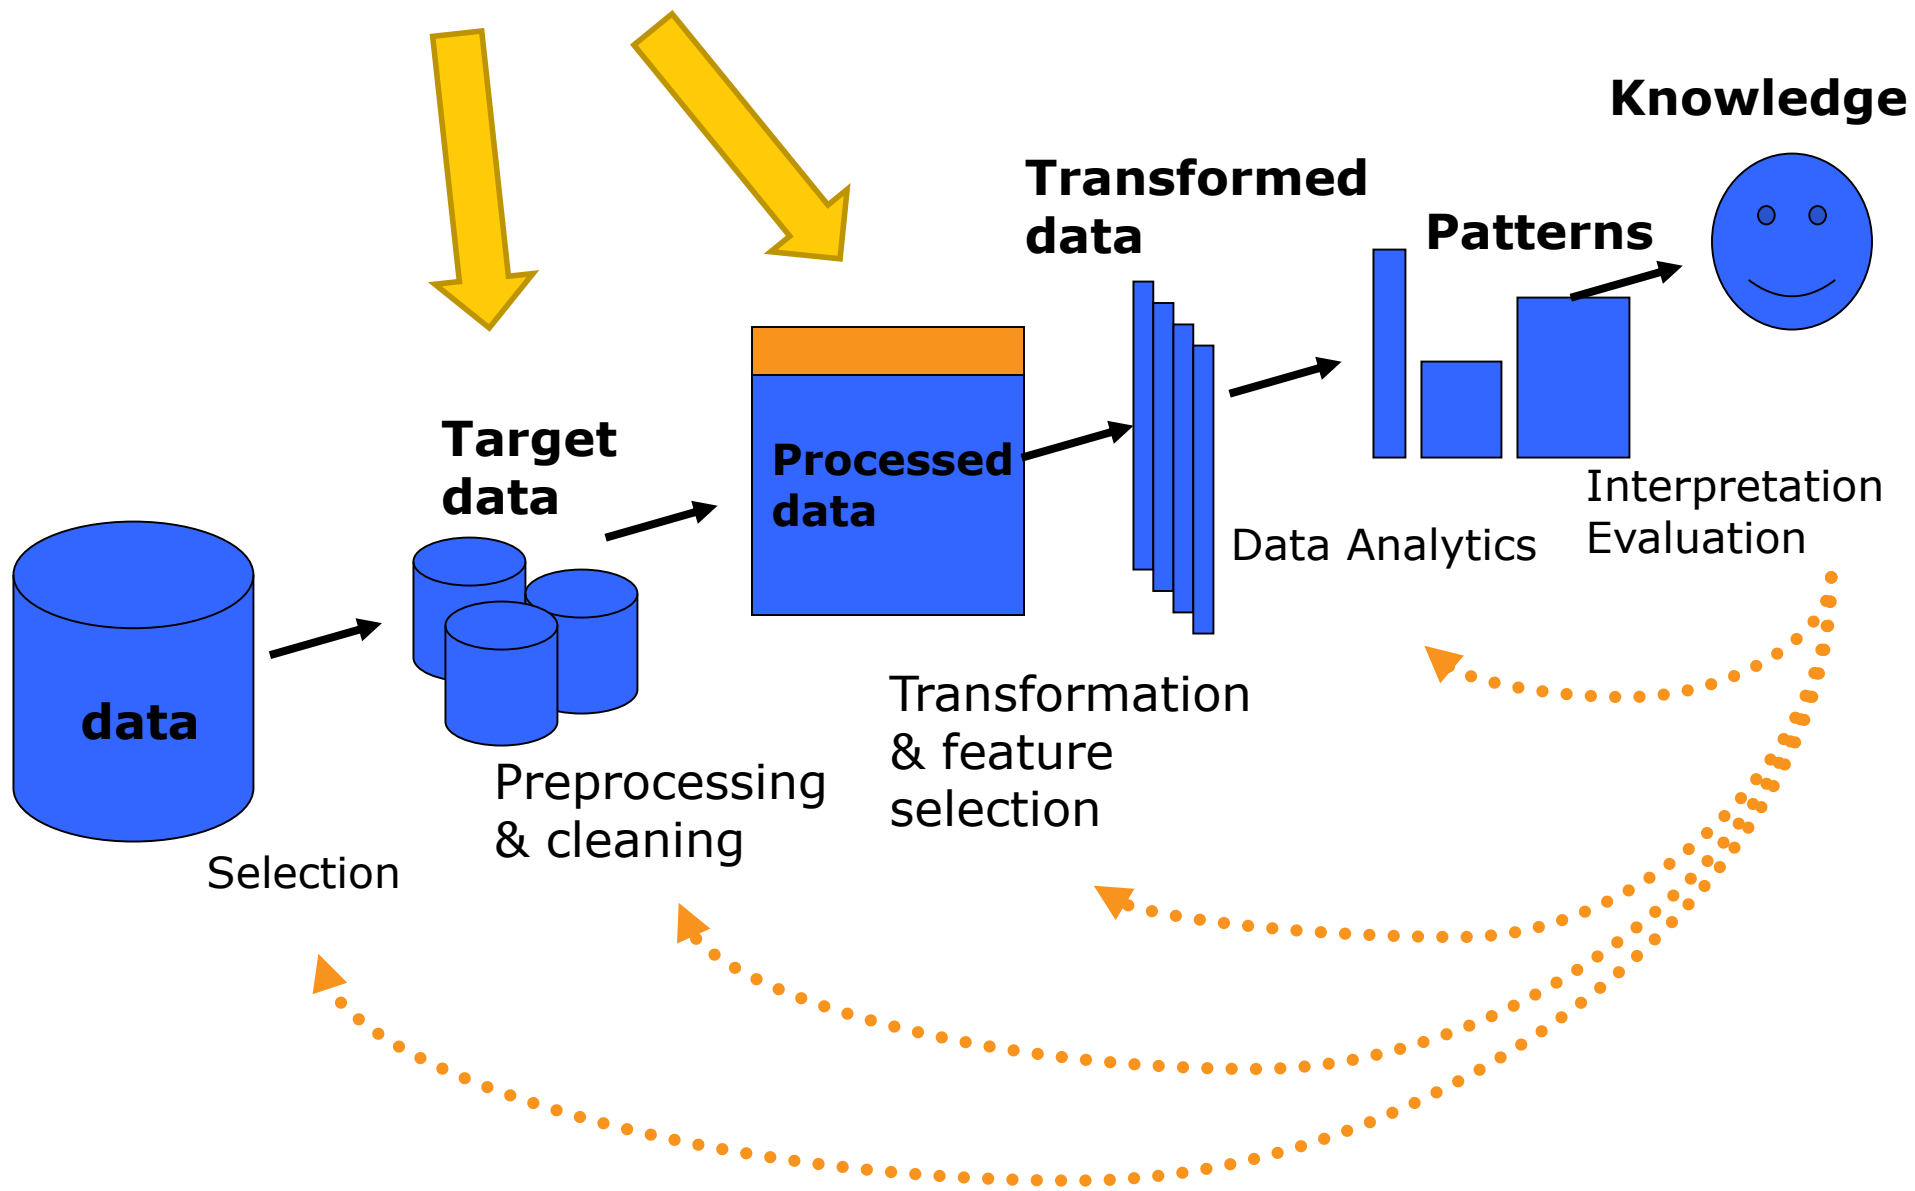 Knowledge
Transformed
data
Patterns
Target
data
Processed
data
Interpretation
Evaluation
Data Analytics
data
Transformation
& feature
selection
Preprocessing
& cleaning
Selection